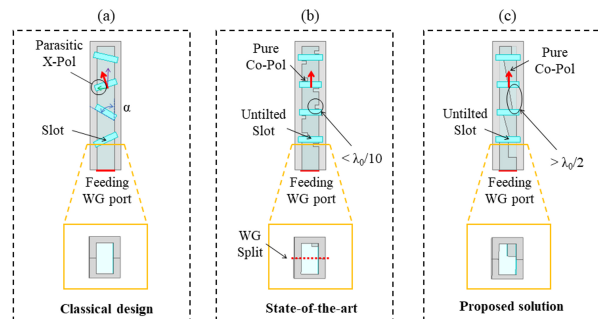 (a)
Parasitic
X-Pol
α
Slot
Feeding
WG port
Classical design
(b)
Pure
Co-Pol
Untilted
Slot
< λ₀/10
Feeding
WG port
WG
Split
State-of-the-art
(c)
Pure
Co-Pol
Untilted
Slot
> λ₀/2
Feeding
WG port
Proposed solution